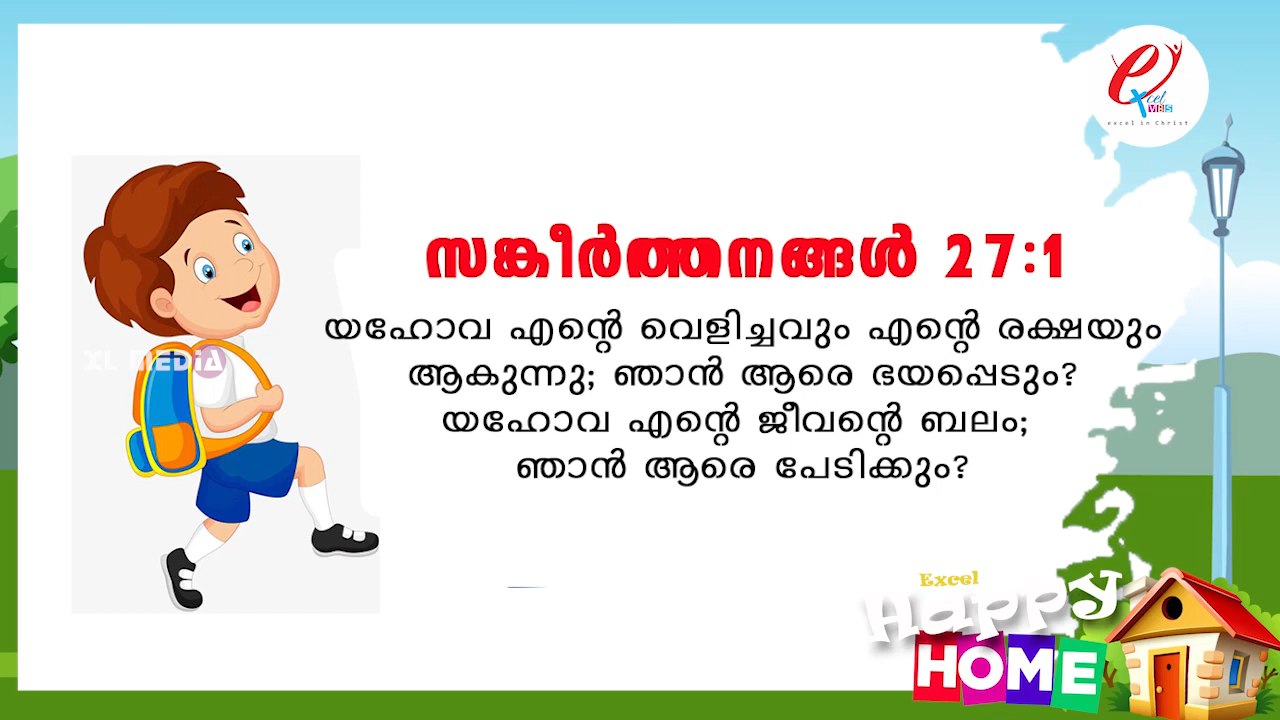 excel
VBS
excel in Christ
സങ്കീർത്തനങ്ങൾ 27:1
യഹോവ എന്റെ വെളിച്ചവും എന്റെ രക്ഷയും
ആകുന്നു; ഞാൻ ആരെ ഭയപ്പെടും?
യഹോവ എന്റെ ജീവന്റെ ബലം;
ഞാൻ ആരെ പേടിക്കും?
XL MEDiA
Excel
Happy
HOME